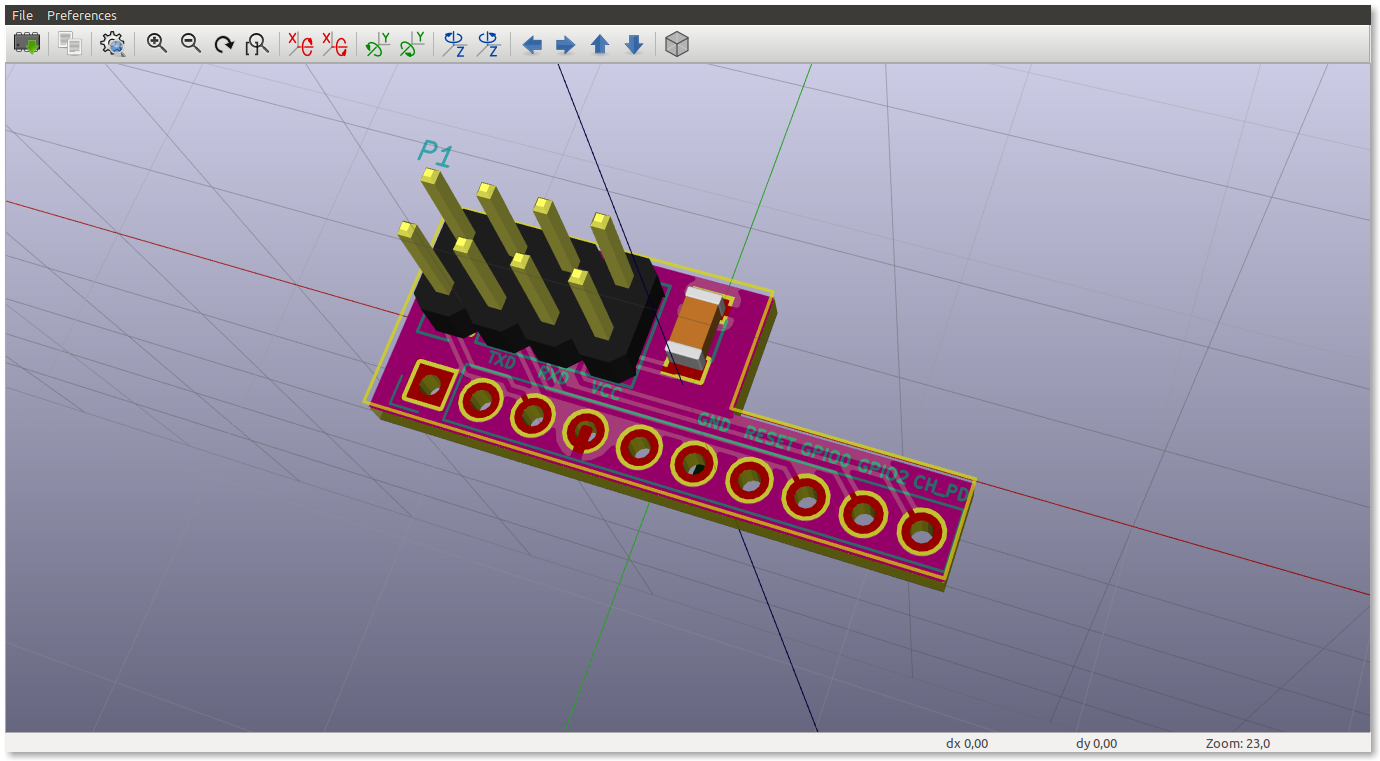 File Preferences
X X Y Y Z Z
P1
TXD RXD VCC
GND RESET GPIO0 GPIO2 CH_PD
dx 0,00 dy 0,00 Zoom: 23,0